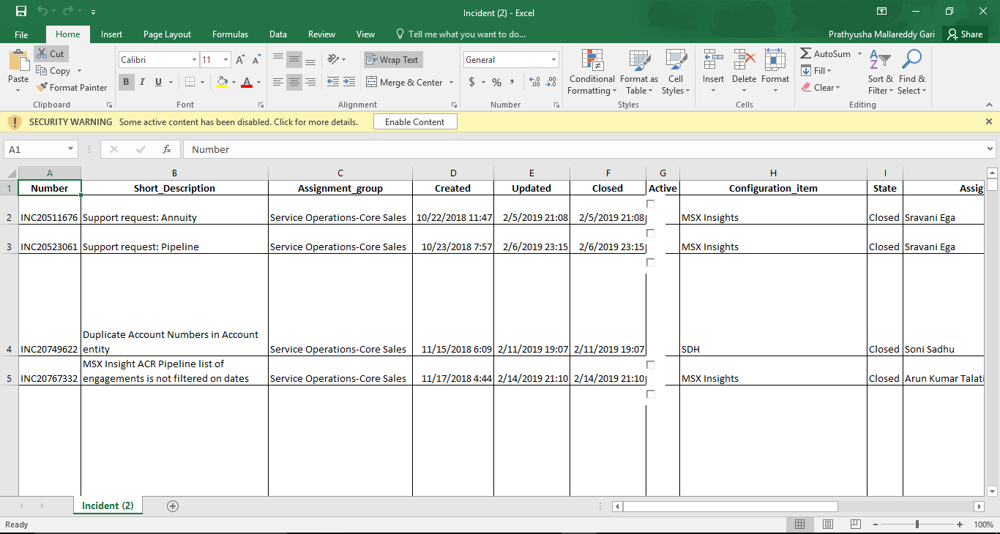 Incident (2) - Excel
File Home Insert Page Layout Formulas Data Review View Tell me what you want to do... Prathyusha Mallareddy Gari Share
Paste
Cut
Copy
Format Painter
Clipboard
Calibri 11
B I U
Font
Wrap Text
Merge & Center
Alignment
General
$ % ,
Number
Conditional Formatting
Format as Table
Cell Styles
Styles
Insert Delete Format
Cells
AutoSum
Fill
Clear
Sort & Filter
Find & Select
Editing
SECURITY WARNING Some active content has been disabled. Click for more details. Enable Content
A1 fx Number
A B C D E F G H I
1 Number Short_Description Assignment_group Created Updated Closed Active Configuration_item State Assig
2 INC20511676 Support request: Annuity Service Operations-Core Sales 10/22/2018 11:47 2/5/2019 21:08 2/5/2019 21:08 MSX Insights Closed Sravani Ega
3 INC20523061 Support request: Pipeline Service Operations-Core Sales 10/23/2018 7:57 2/6/2019 23:15 2/6/2019 23:15 MSX Insights Closed Sravani Ega
Duplicate Account Numbers in Account
4 INC20749622 entity Service Operations-Core Sales 11/15/2018 6:09 2/11/2019 19:07 2/11/2019 19:07 SDH Closed Soni Sadhu
MSX Insight ACR Pipeline list of
5 INC20767332 engagements is not filtered on dates Service Operations-Core Sales 11/17/2018 4:44 2/14/2019 21:10 2/14/2019 21:10 MSX Insights Closed Arun Kumar Talati
Incident (2)
Ready 100%